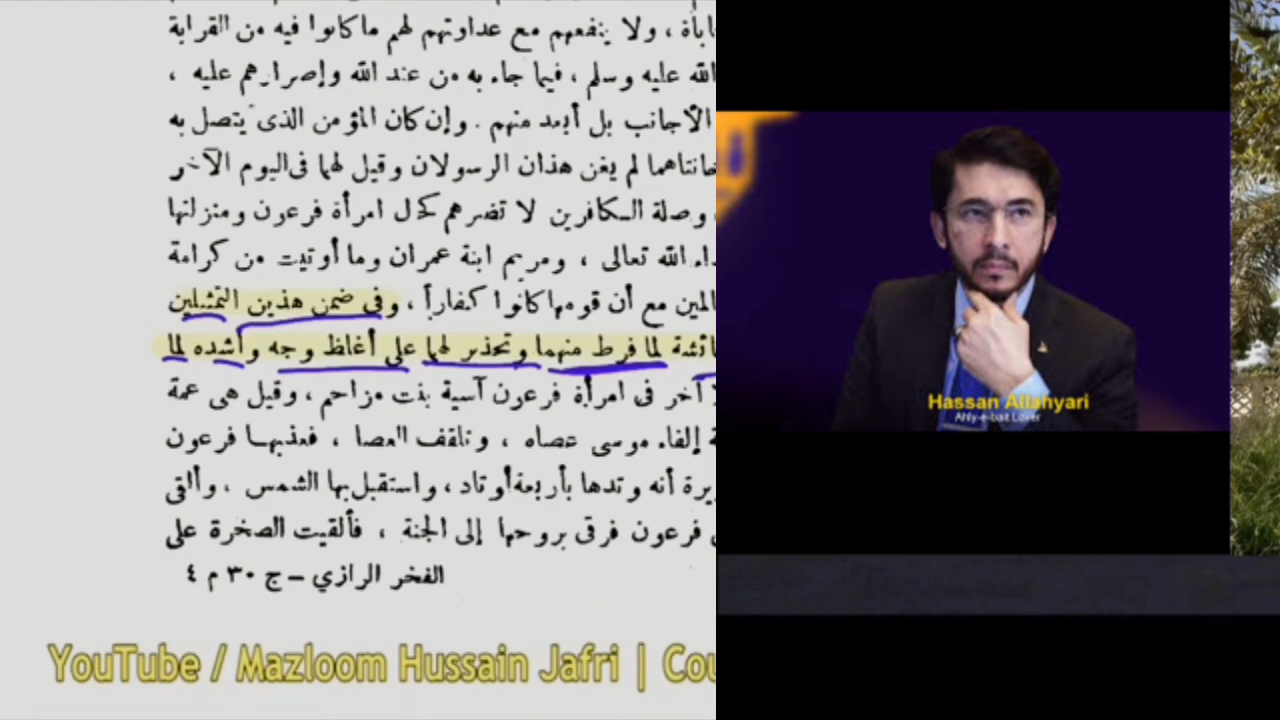 بأة ، ولا ينفعهم مع عداوتهم لهم ما كانوا فيه من القرابة
الله عليه وسلم ، فيما جاء به من عند الله وإصرارهم عليه ،
الأجانب بل أبعد منهم . وإن كان المؤمن الذى يتصل به
خانتاهما لم يغن هذان الرسولان وقيل لهما فى اليوم الآخر
وصلة الكافرين لا تضرهم كحال امرأة فرعون ومنزلتها
الله تعالى ، ومريم ابنة عمران وما أوتيت من كرامة
المين مع أن قومها كانوا كفاراً ، وفى ضمن هذين التمثيلين
ائشة لما فرط منهما وتحذير لهما على أغلظ وجه وأشده لما
آخر فى امرأة فرعون آسية بنت مزاحم ، وقيل هى عمة
إلقاء موسى عصاه ، وتلقف العصا ، فعذبهـا فرعون
يرة أنه وتدها بأربعة أوتاد ، واستقبل بها الشمس ، وألقى
فرعون فرقى بروحها إلى الجنة ، فألقيت الصخرة على
الفخر الرازي – ج ٣٠ م ٤
Hassan Allahyari
Ahly-e-bait Lover
YouTube / Mazloom Hussain Jafri | Cou